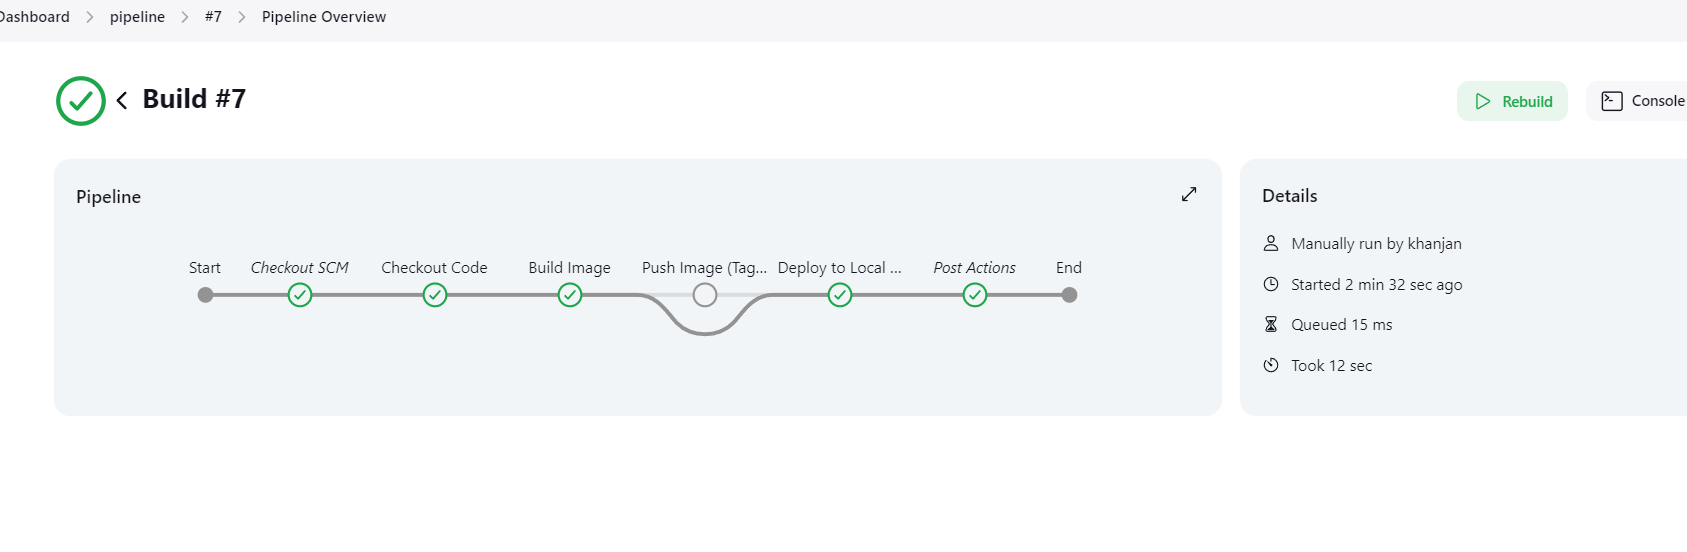 Dashboard > pipeline > #7 > Pipeline Overview
Build #7
Rebuild
Console
Pipeline
Start Checkout SCM Checkout Code Build Image Push Image (Tag... Deploy to Local ... Post Actions End
Details
Manually run by khanjan
Started 2 min 32 sec ago
Queued 15 ms
Took 12 sec